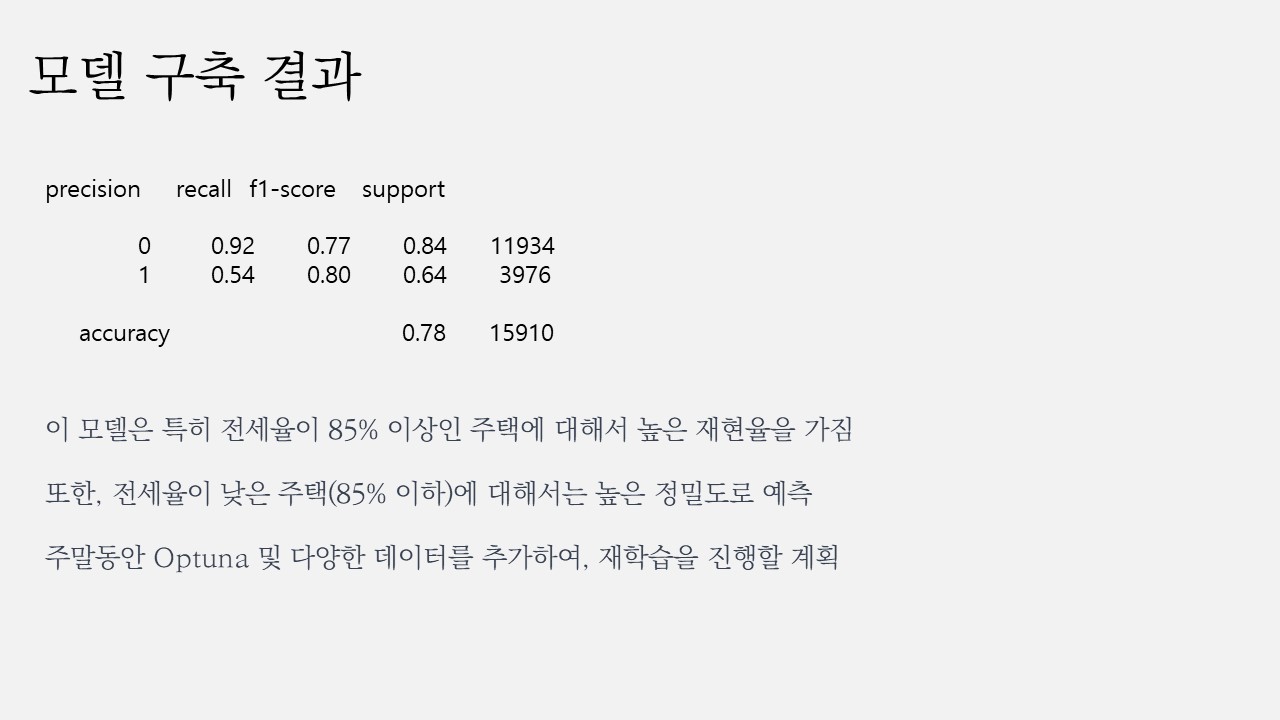 모델 구축 결과
precision recall f1-score support
0 0.92 0.77 0.84 11934
1 0.54 0.80 0.64 3976
accuracy 0.78 15910
이 모델은 특히 전세율이 85% 이상인 주택에 대해서 높은 재현율을 가짐
또한, 전세율이 낮은 주택(85% 이하)에 대해서는 높은 정밀도로 예측
주말동안 Optuna 및 다양한 데이터를 추가하여, 재학습을 진행할 계획